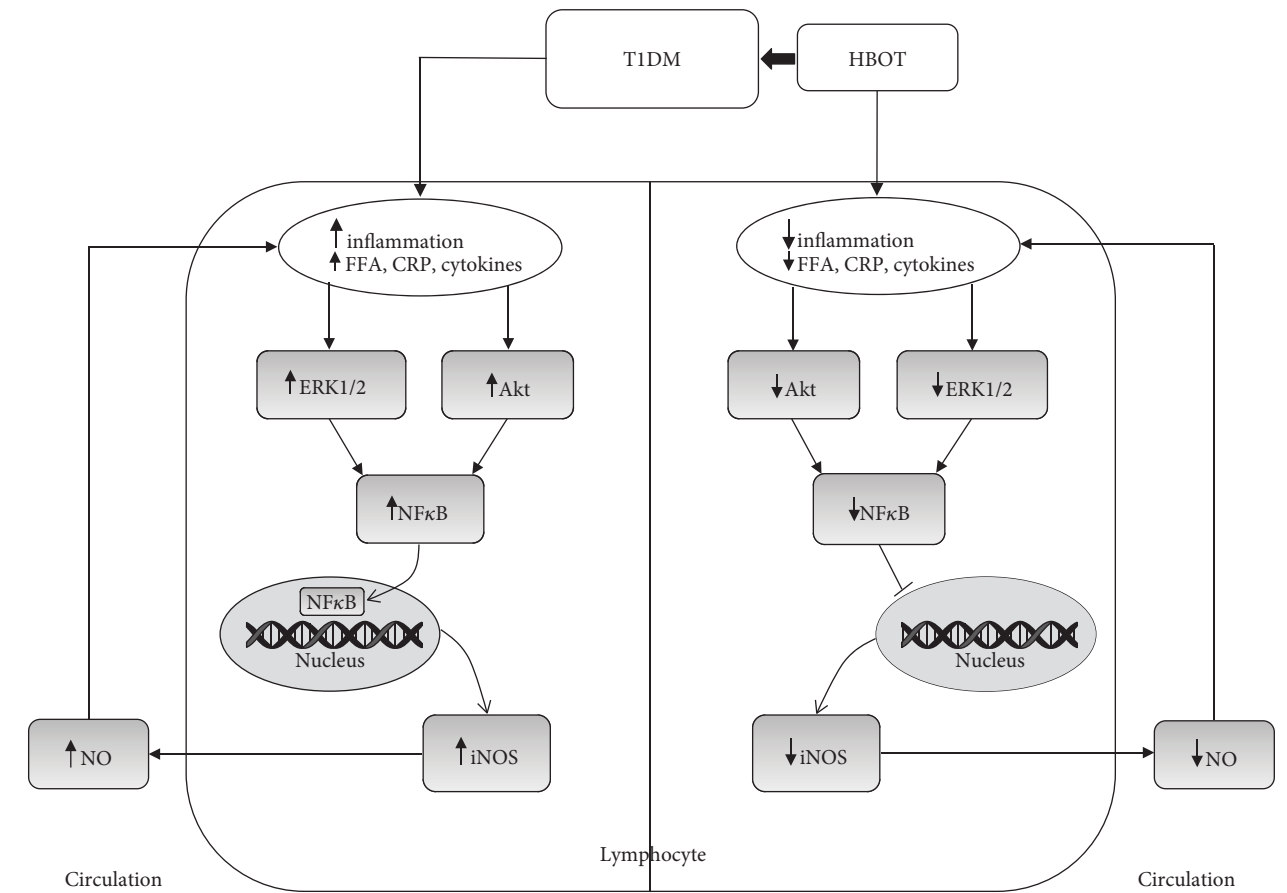 T1DM
HBOT
↑ inflammation
↑ FFA, CRP, cytokines
↓ inflammation
↓ FFA, CRP, cytokines
↑ ERK1/2
↑ Akt
↓ Akt
↓ ERK1/2
↑ NFκB
↓ NFκB
NFκB
Nucleus
Nucleus
↑ NO
↑ iNOS
↓ iNOS
↓ NO
Lymphocyte
Circulation
Circulation